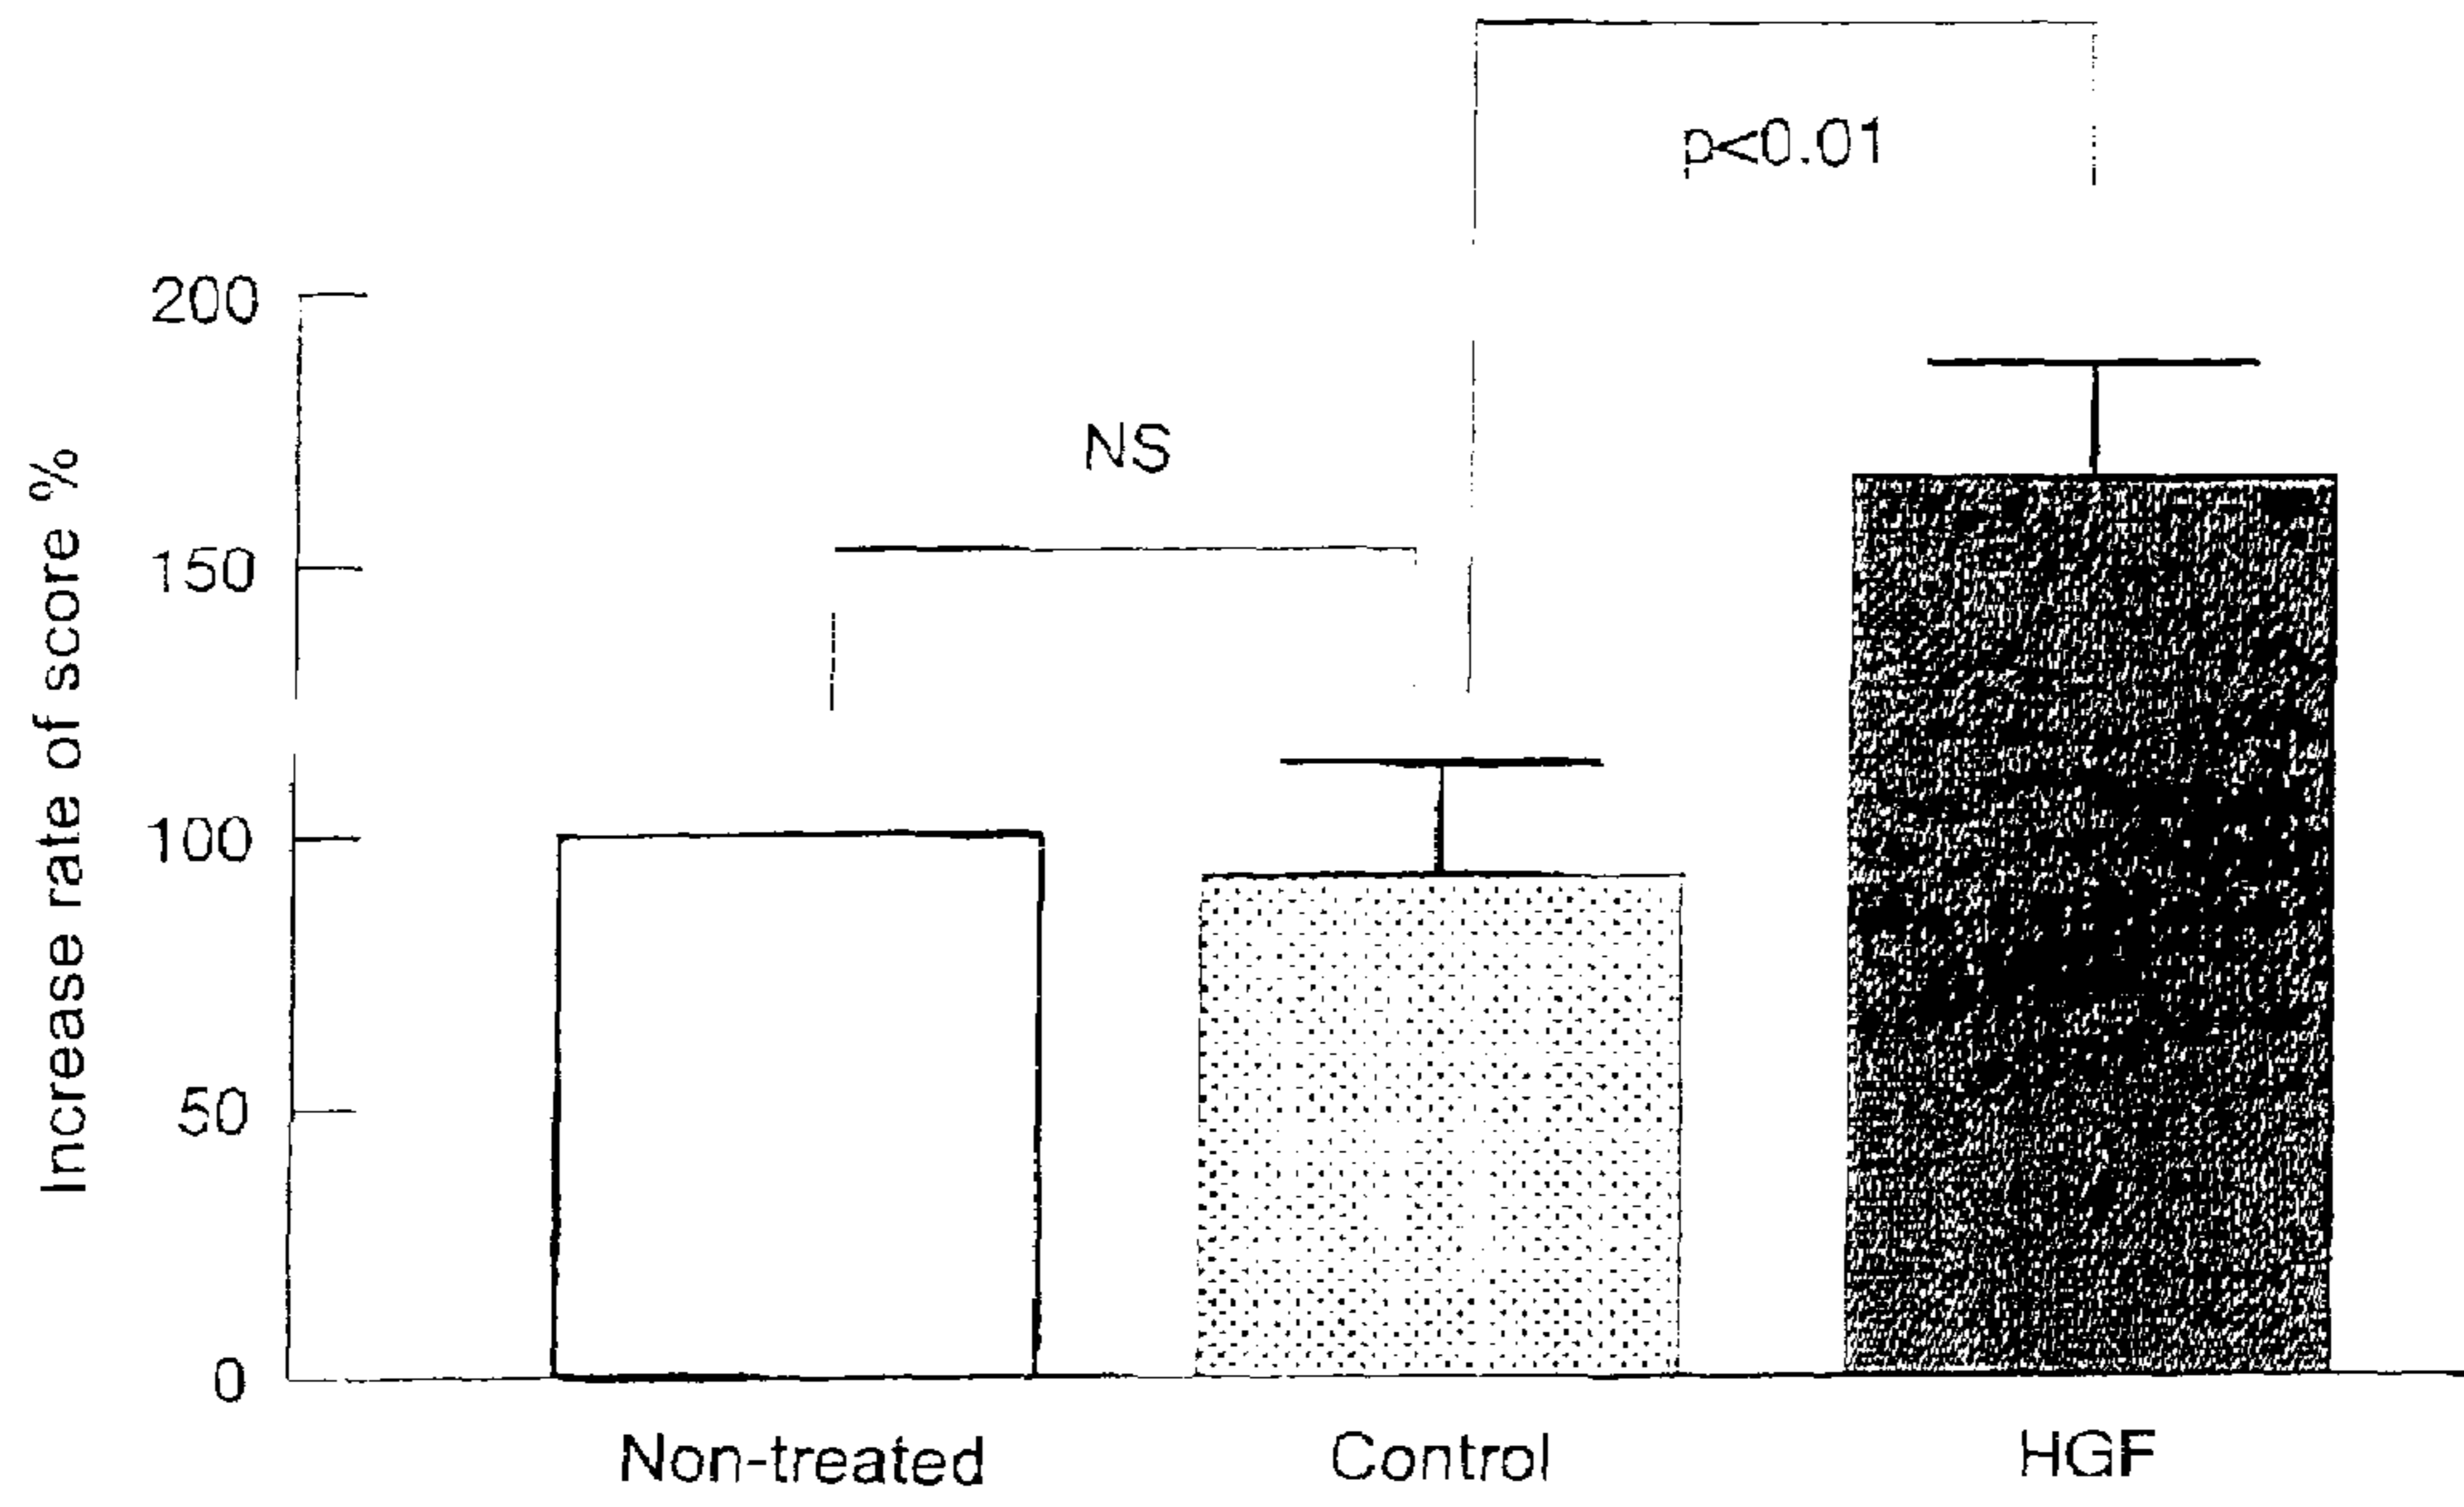 p<0.01
200
NS
150
100
50
0
Increase rate of score %
Non-treated
Control
HGF